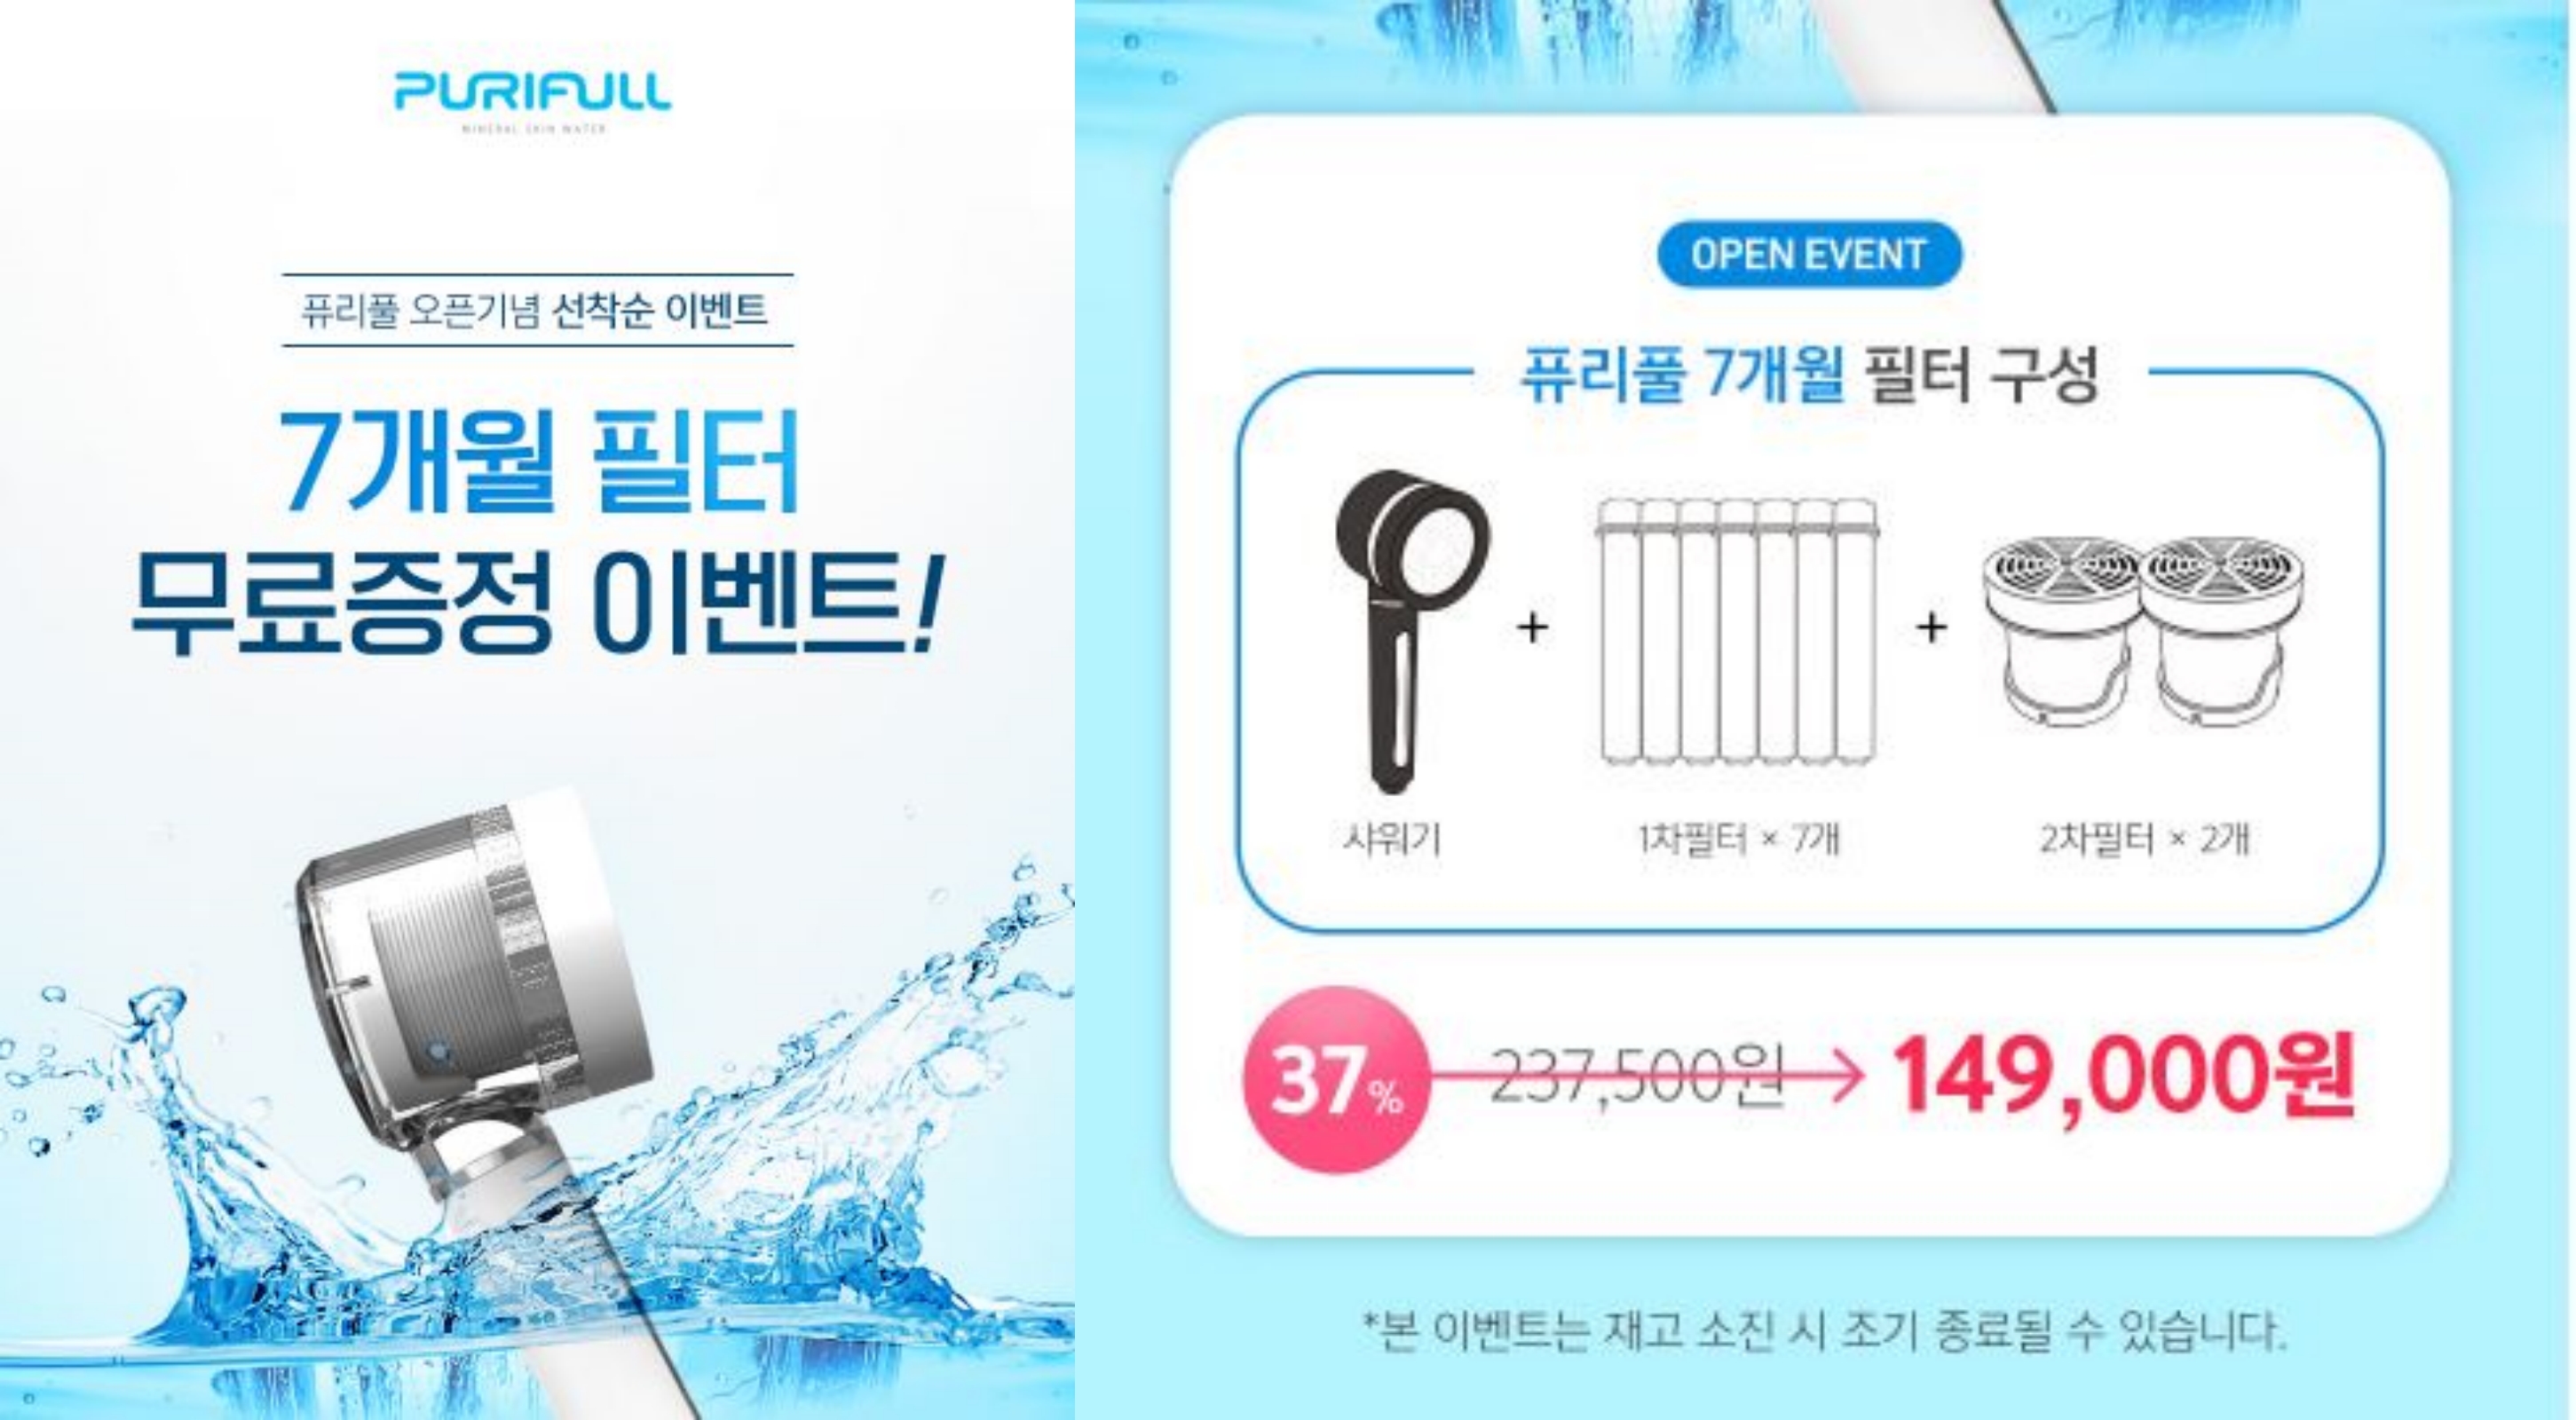 PURIFULL
MINERAL SKIN WATER
퓨리풀 오픈기념 선착순 이벤트
7개월 필터
무료증정 이벤트!
OPEN EVENT
퓨리풀 7개월 필터 구성
+
+
샤워기
1차필터 × 7개
2차필터 × 2개
37% 237,500원 → 149,000원
*본 이벤트는 재고 소진 시 조기 종료될 수 있습니다.